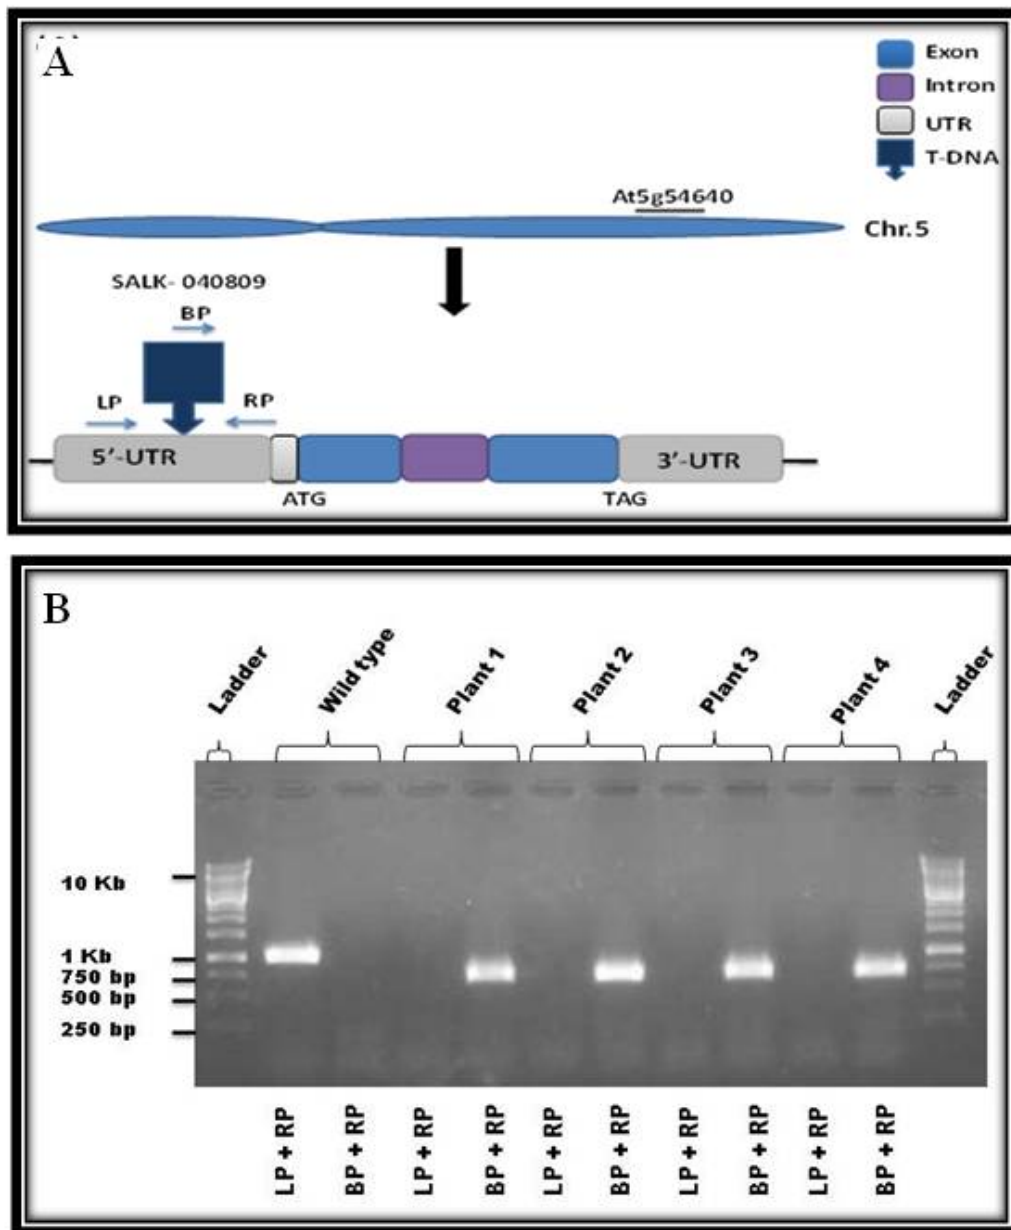 A
Exon
Intron
UTR
T-DNA
At5g54640
Chr.5
SALK- 040809
BP
LP
RP
5′-UTR
3′-UTR
ATG
TAG
B
Ladder
Wild type
Plant 1
Plant 2
Plant 3
Plant 4
Ladder
10 Kb
1 Kb
750 bp
500 bp
250 bp
LP + RP
BP + RP
LP + RP
BP + RP
LP + RP
BP + RP
LP + RP
BP + RP
LP + RP
BP + RP